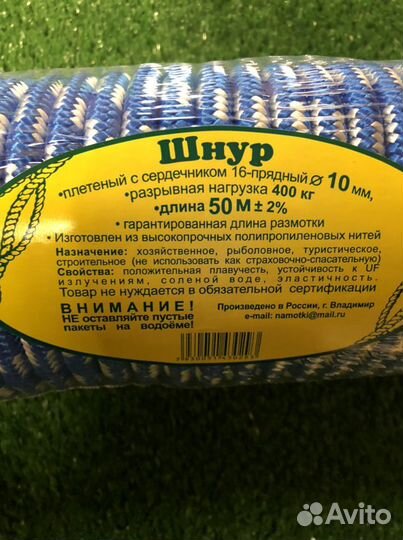 Шнур
•плетеный с сердечником 16-прядный ⌀ 10 мм,
•разрывная нагрузка 400 кг
•длина 50 м ± 2%
• гарантированная длина размотки
• Изготовлен из высокопрочных полипропиленовых нитей
Назначение: хозяйственное, рыболовное, туристическое,
строительное (не использовать как страховочно-спасательную)
Свойства: положительная плавучесть, устойчивость к UF
излучениям, соленой воде, эластичность.
Товар не нуждается в обязательной сертификации
ВНИМАНИЕ!
НЕ оставляйте пустые
пакеты на водоёме!
Произведено в России, г. Владимир
e-mail: namotki@mail.ru
Avito